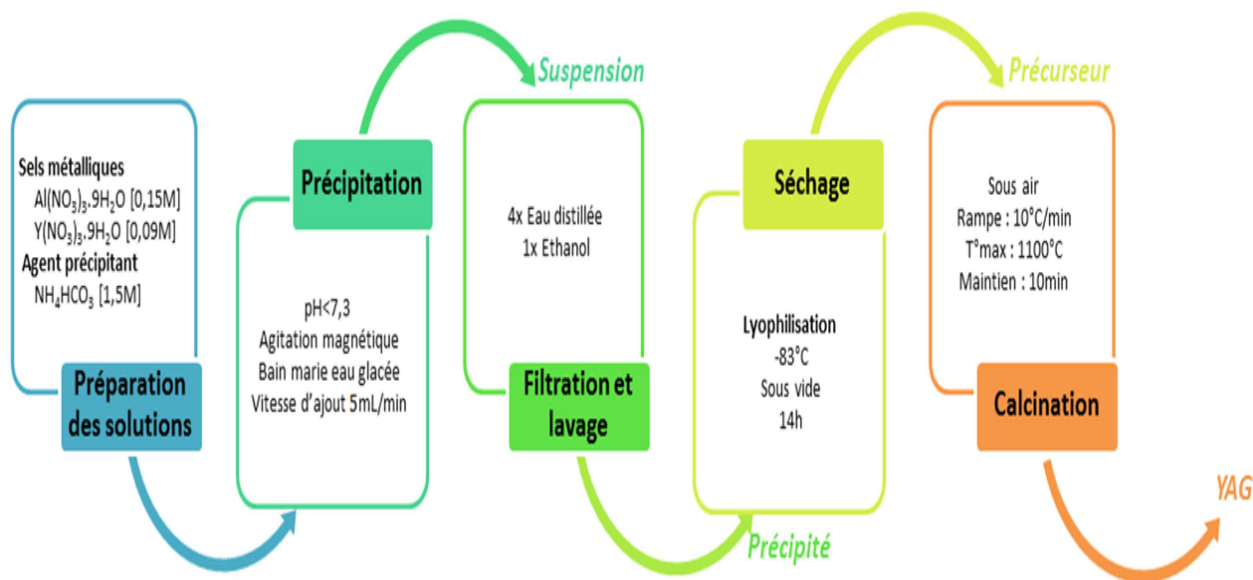 Sels métalliques
Al(NO₃)₃.9H₂O [0,15M]
Y(NO₃)₃.9H₂O [0,09M]
Agent précipitant
NH₄HCO₃ [1,5M]
Préparation
des solutions
Précipitation
pH<7,3
Agitation magnétique
Bain marie eau glacée
Vitesse d'ajout 5mL/min
Suspension
4x Eau distillée
1x Ethanol
Filtration et
lavage
Précipité
Séchage
Lyophilisation
-83°C
Sous vide
14h
Précurseur
Sous air
Rampe : 10°C/min
T°max : 1100°C
Maintien : 10min
Calcination
YAG